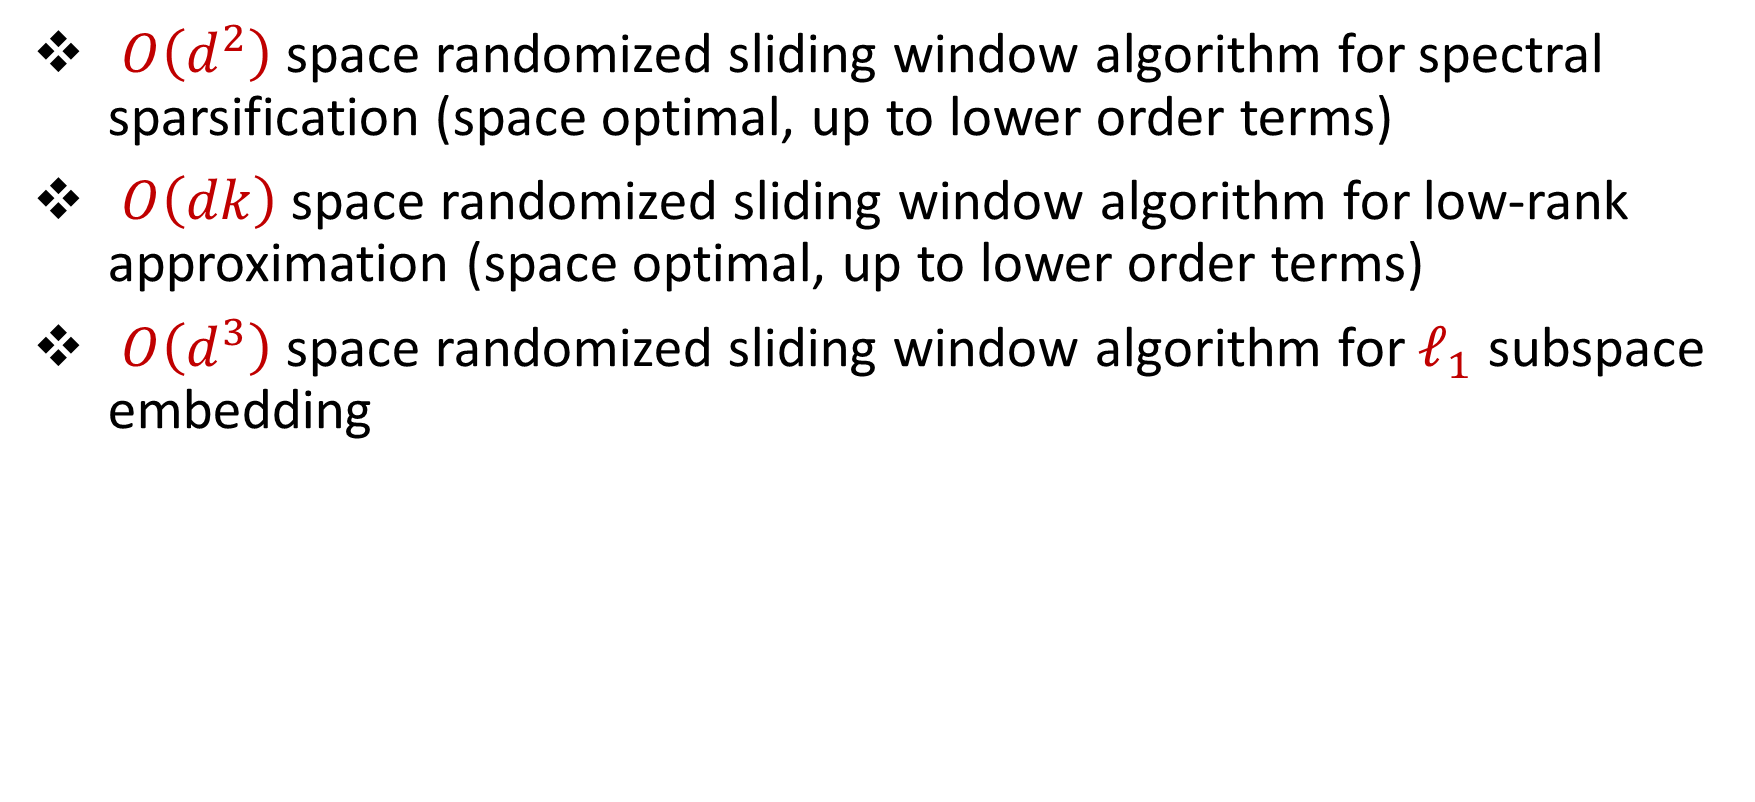 ❖ O(d²) space randomized sliding window algorithm for spectral
sparsification (space optimal, up to lower order terms)
❖ O(dk) space randomized sliding window algorithm for low-rank
approximation (space optimal, up to lower order terms)
❖ O(d³) space randomized sliding window algorithm for ℓ₁ subspace
embedding